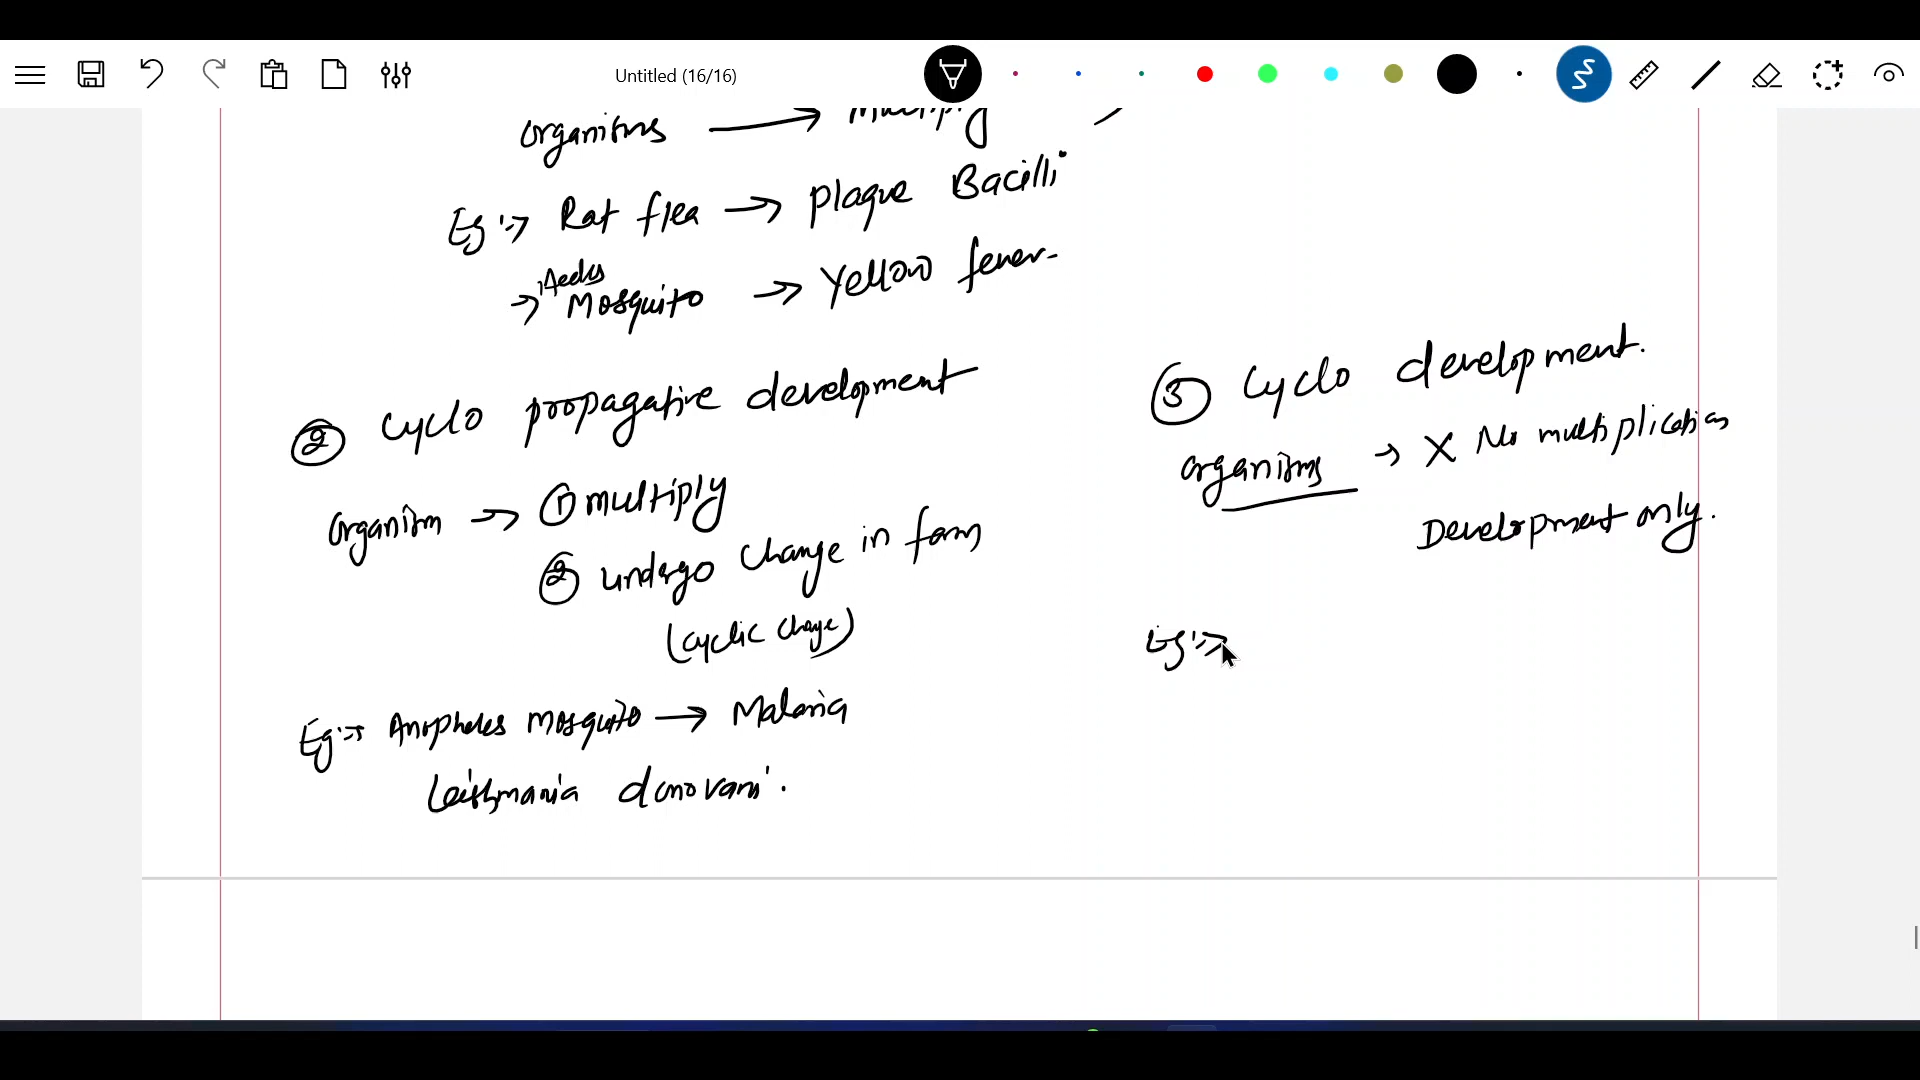 Untitled (16/16)
Organisms → Multiply
Eg :→ Rat flea → plaque Bacilli
Aedes
→ Mosquito → Yellow fever
② Cyclo propagative development
Organism → ① multiply
② undergo change in form
(cyclic change)
Eg :→ Anopheles mosquito → Malaria
Leishmania donovani.
③ Cyclo development.
organisms → X No multiplication
Development only.
Eg :→